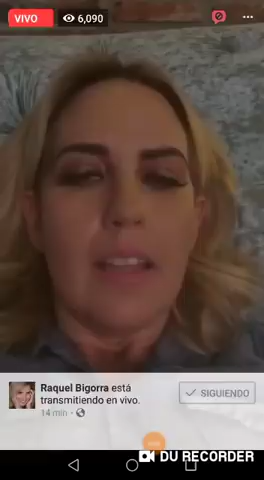 VIVO 6,090
Raquel Bigorra está
transmitiendo en vivo.
14 min
SIGUIENDO
DU RECORDER